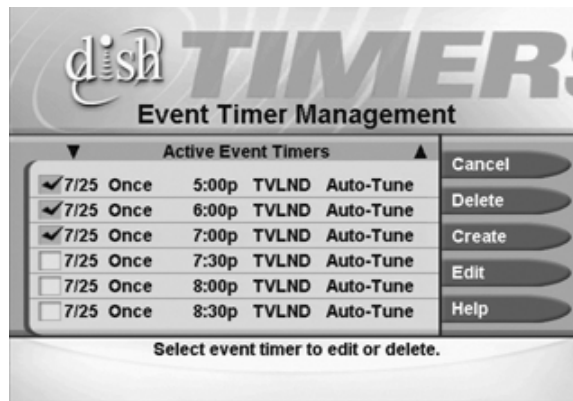 dish TIMERS
Event Timer Management
Active Event Timers
7/25 Once 5:00p TVLND Auto-Tune
7/25 Once 6:00p TVLND Auto-Tune
7/25 Once 7:00p TVLND Auto-Tune
7/25 Once 7:30p TVLND Auto-Tune
7/25 Once 8:00p TVLND Auto-Tune
7/25 Once 8:30p TVLND Auto-Tune
Cancel
Delete
Create
Edit
Help
Select event timer to edit or delete.